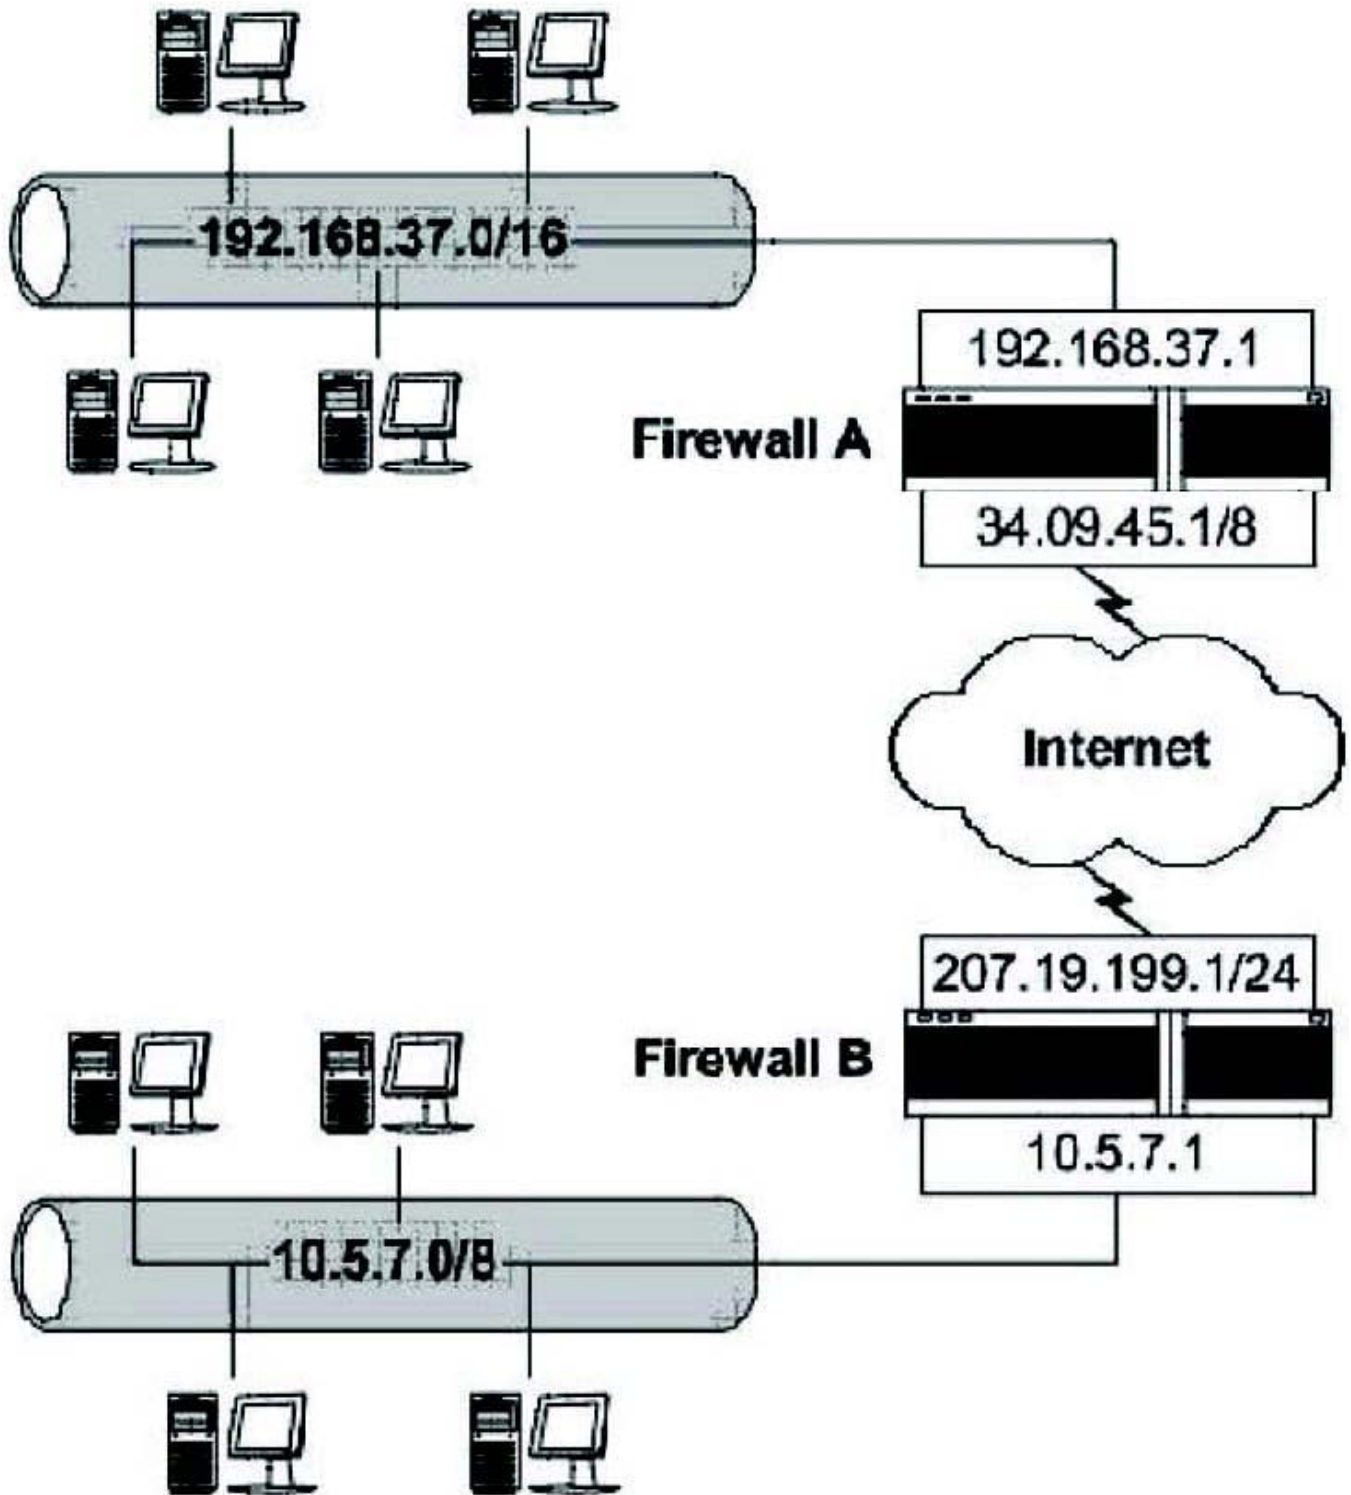 192.168.37.0/16
192.168.37.1
Firewall A
34.09.45.1/8
Internet
207.19.199.1/24
Firewall B
10.5.7.1
10.5.7.0/8